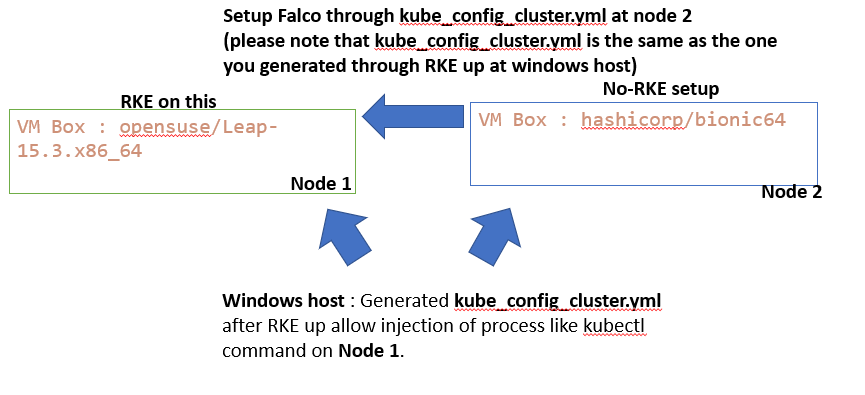 Setup Falco through kube_config_cluster.yml at node 2
(please note that kube_config_cluster.yml is the same as the one
you generated through RKE up at windows host)
RKE on this
No-RKE setup
VM Box : opensuse/Leap-
15.3.x86_64
Node 1
VM Box : hashicorp/bionic64
Node 2
Windows host : Generated kube_config_cluster.yml
after RKE up allow injection of process like kubectl
command on Node 1.